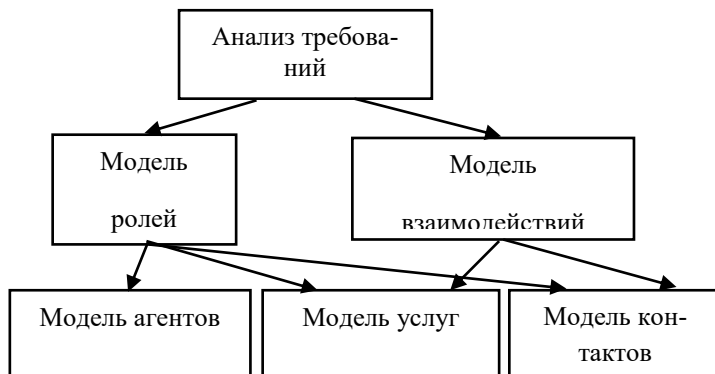 Анализ требова-
ний
Модель
ролей
Модель
взаимодействий
Модель агентов
Модель услуг
Модель кон-
тактов